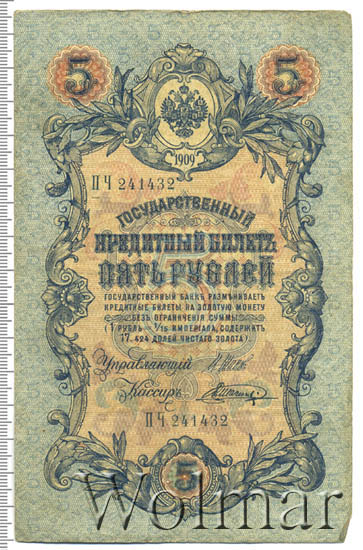 5 5
1909
ПЧ 241432
ГОСУДАРСТВЕННЫЙ
КРЕДИТНЫЙ БИЛЕТЪ
ПЯТЬ РУБЛЕЙ
ГОСУДАРСТВЕННЫЙ БАНКЪ РАЗМѢНИВАЕТЪ
КРЕДИТНЫЕ БИЛЕТЫ НА ЗОЛОТУЮ МОНЕТУ
БЕЗЪ ОГРАНИЧЕНІЯ СУММЫ
(1 РУБЛЬ = 1/15 ИМПЕРІАЛА, СОДЕРЖИТЪ
17,424 ДОЛЕЙ ЧИСТАГО ЗОЛОТА).
Управляющій
Кассиръ
ПЧ 241432
5
Wolmar